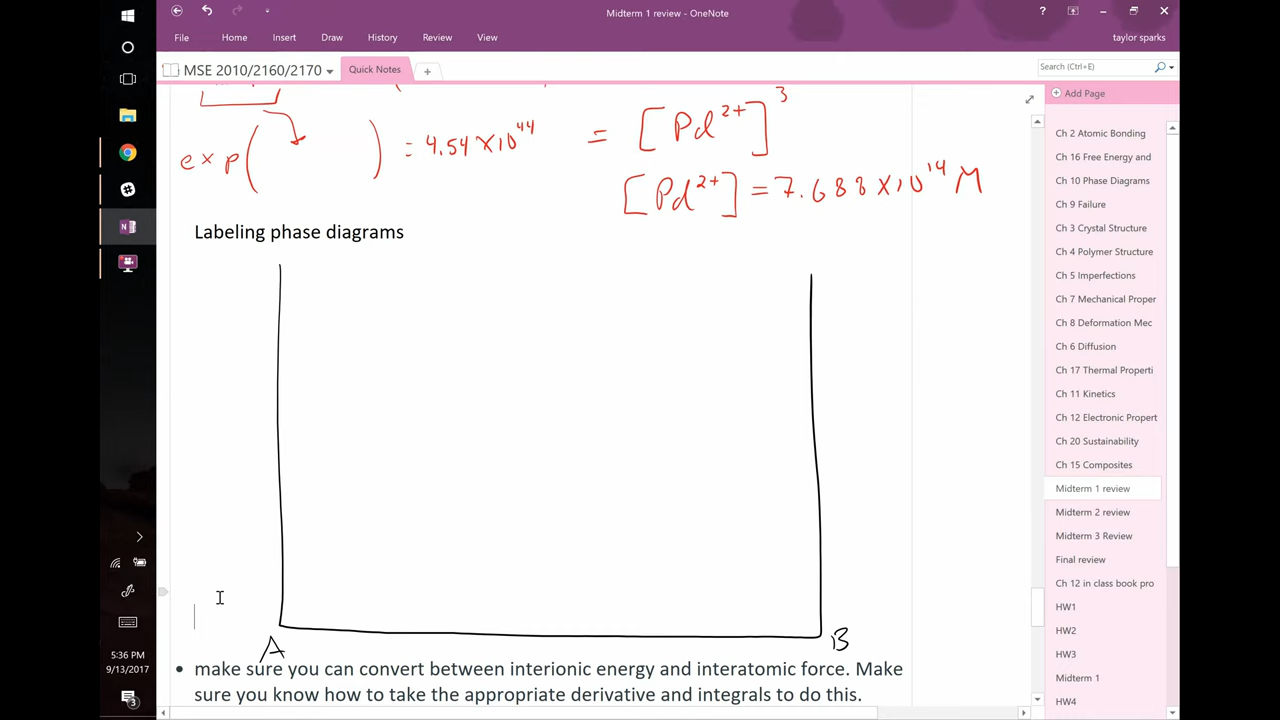 Midterm 1 review - OneNote
?
File Home Insert Draw History Review View
taylor sparks
MSE 2010/2160/2170
Quick Notes
+
Search (Ctrl+E)
Add Page
3
exp( ) = 4.54×10^44 = [Pd^2+]
[Pd^2+] = 7.688×10^14 M
Labeling phase diagrams
A
B
• make sure you can convert between interionic energy and interatomic force. Make
sure you know how to take the appropriate derivative and integrals to do this.
Ch 2 Atomic Bonding
Ch 16 Free Energy and
Ch 10 Phase Diagrams
Ch 9 Failure
Ch 3 Crystal Structure
Ch 4 Polymer Structure
Ch 5 Imperfections
Ch 7 Mechanical Proper
Ch 8 Deformation Mec
Ch 6 Diffusion
Ch 17 Thermal Properti
Ch 11 Kinetics
Ch 12 Electronic Propert
Ch 20 Sustainability
Ch 15 Composites
Midterm 1 review
Midterm 2 review
Midterm 3 Review
Final review
Ch 12 in class book pro
HW1
HW2
HW3
Midterm 1
HW4
5:36 PM
9/13/2017
3